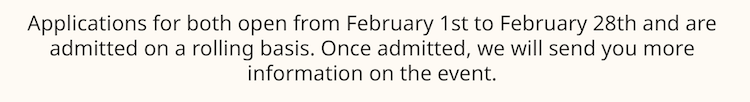 Applications for both open from February 1st to February 28th and are
admitted on a rolling basis. Once admitted, we will send you more
information on the event.